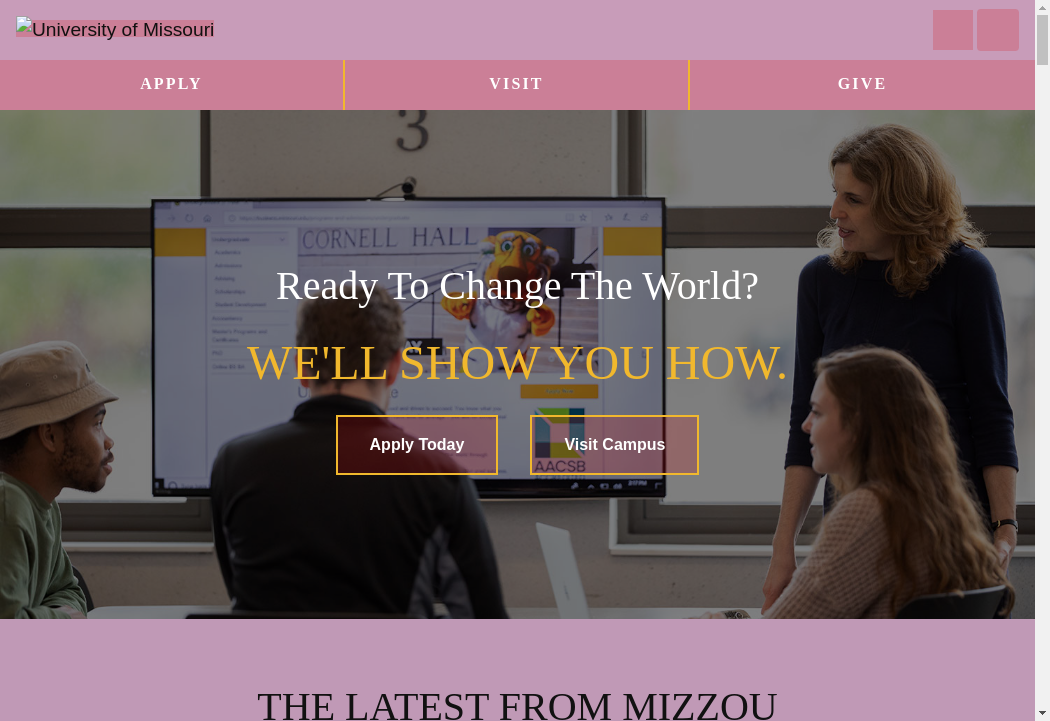 University of Missouri
APPLY
VISIT
GIVE
3
CORNELL HALL
Ready To Change The World?
WE'LL SHOW YOU HOW.
Apply Today
Visit Campus
AACSB
THE LATEST FROM MIZZOU